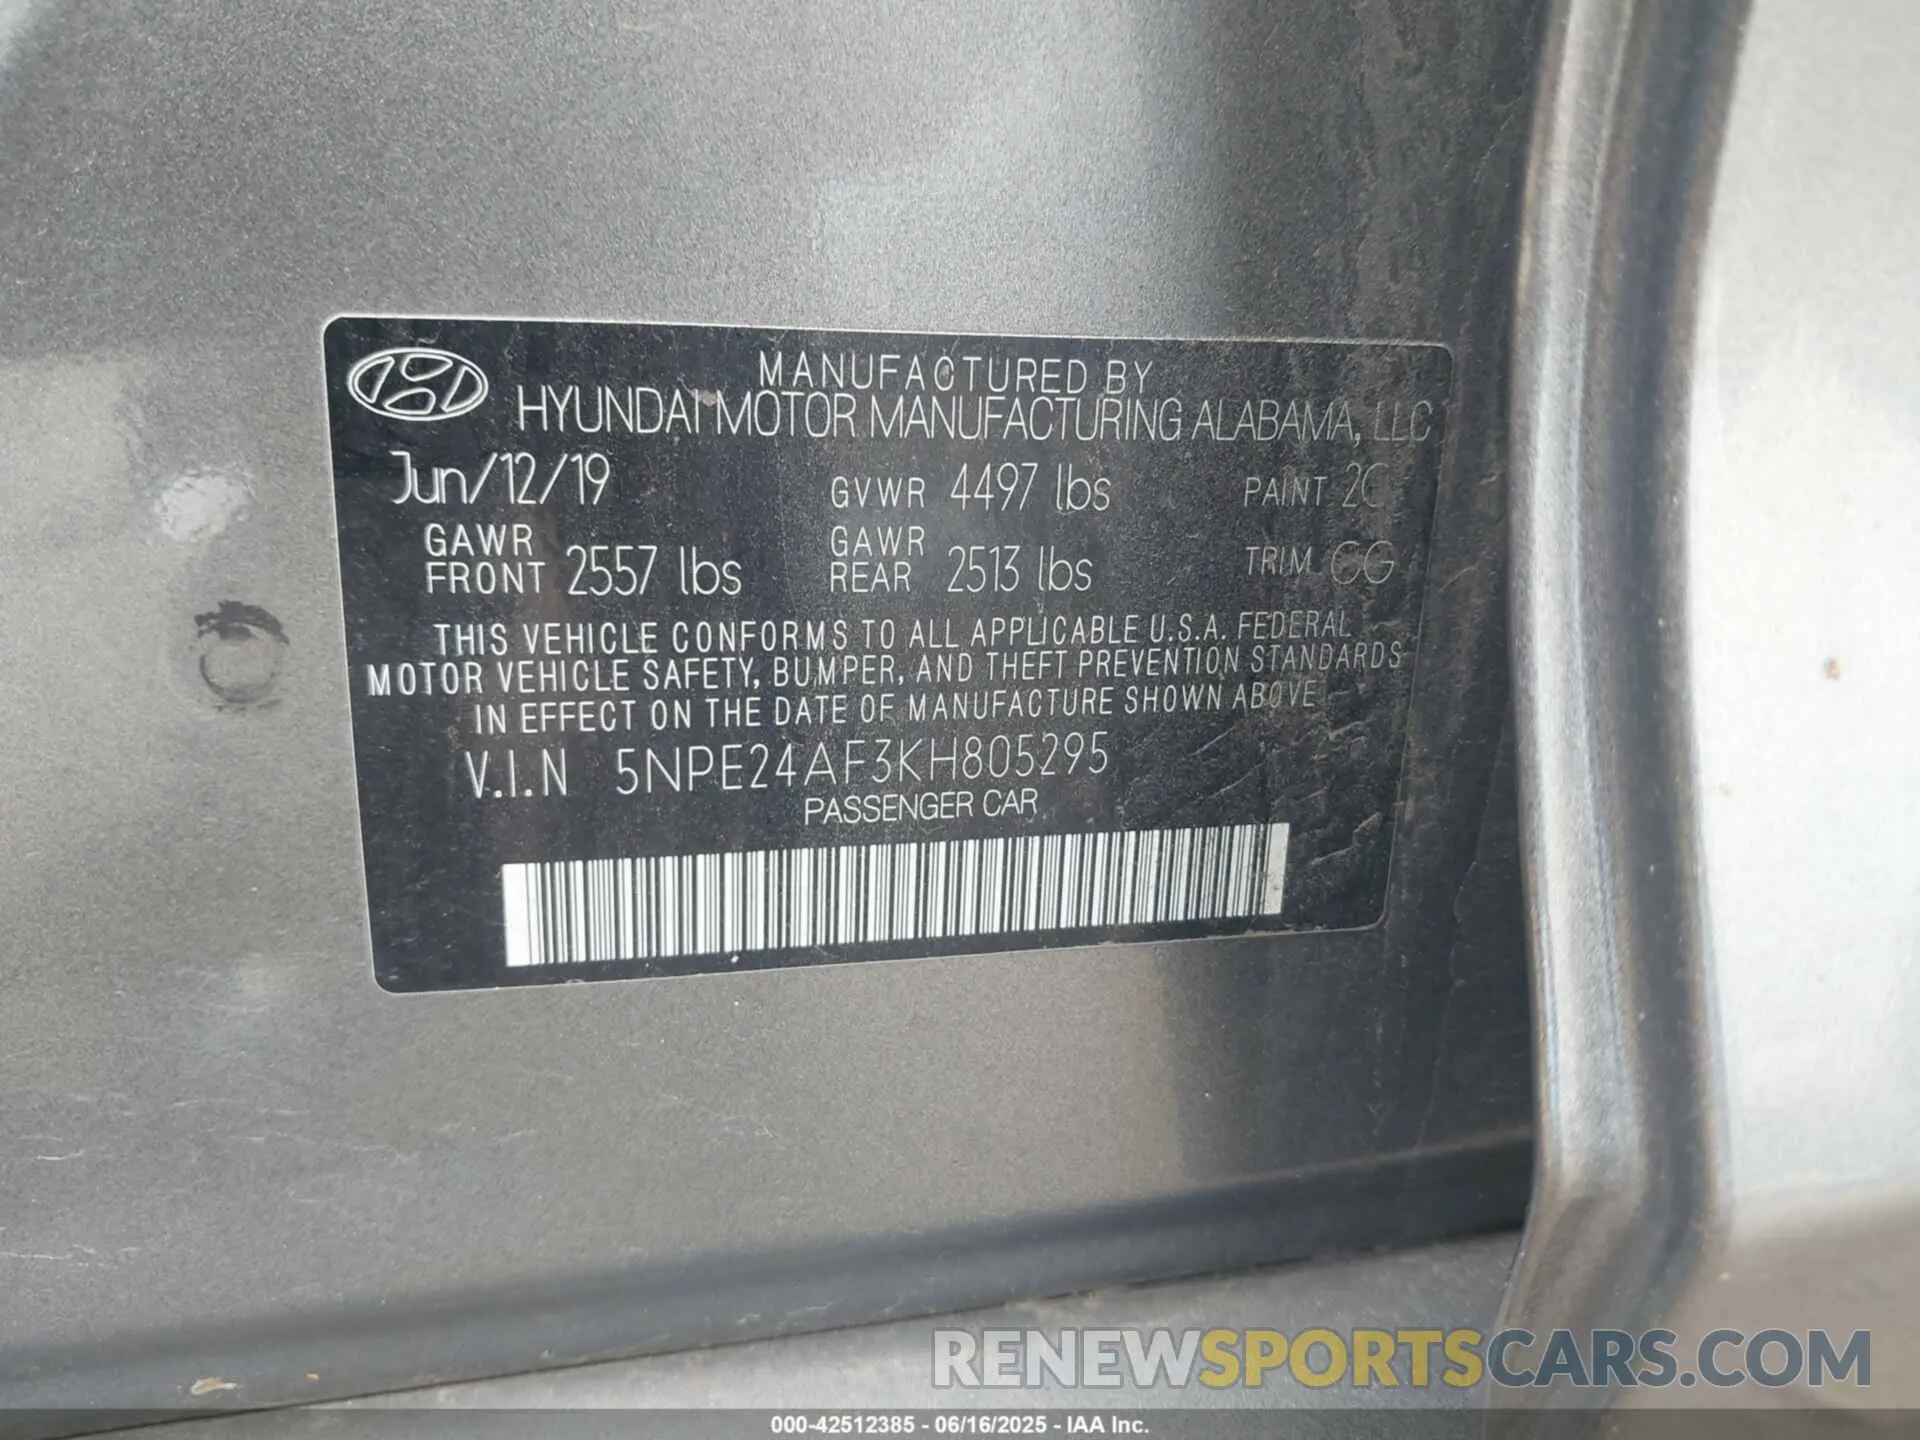 MANUFACTURED BY
HYUNDAI MOTOR MANUFACTURING ALABAMA, LLC
Jun/12/19 GVWR 4497 lbs PAINT
GAWR FRONT 2557 lbs GAWR REAR 2513 lbs TRIM
THIS VEHICLE CONFORMS TO ALL APPLICABLE U.S.A. FEDERAL
MOTOR VEHICLE SAFETY, BUMPER, AND THEFT PREVENTION STANDARDS
IN EFFECT ON THE DATE OF MANUFACTURE SHOWN ABOVE
V.I.N 5NPE24AF3KH805295
PASSENGER CAR
RENEWSPORTSCARS.COM
000-42512385 - 06/16/2025 - IAA Inc.